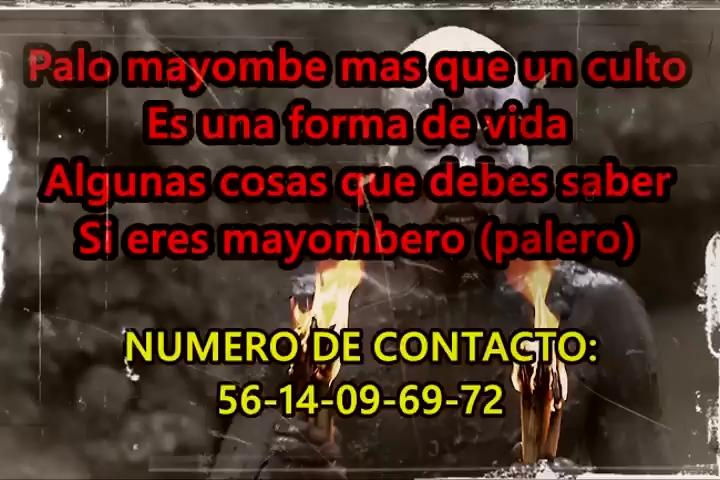 Palo mayombe mas que un culto
Es una forma de vida
Algunas cosas que debes saber
Si eres mayombero (palero)
NUMERO DE CONTACTO:
56-14-09-69-72